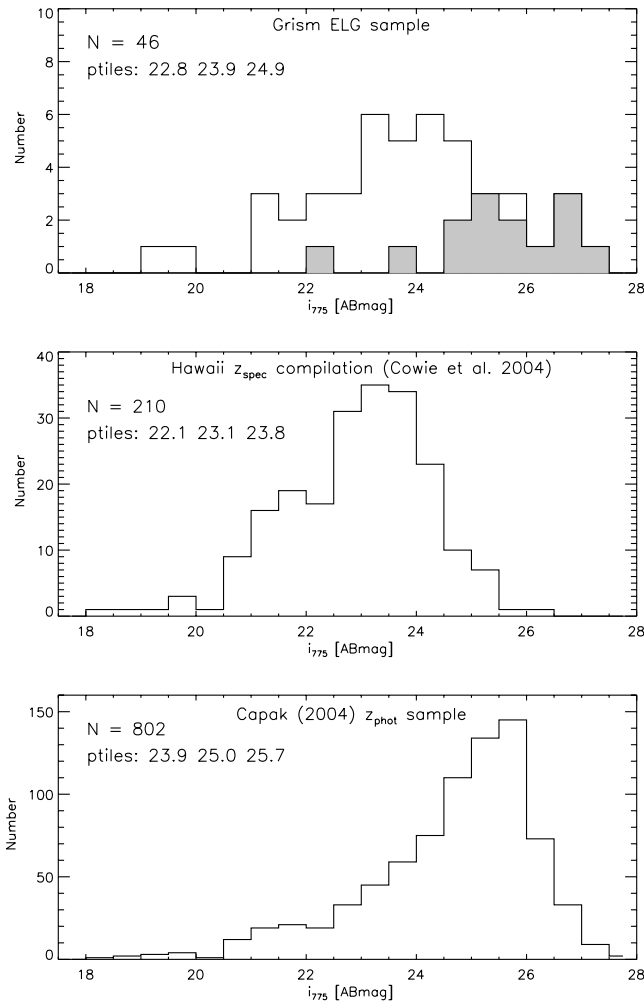 Grism ELG sample
N = 46
ptiles: 22.8 23.9 24.9
10
8
6
4
2
0
Number
18 20 22 24 26 28
i775 [ABmag]
Hawaii zspec compilation (Cowie et al. 2004)
N = 210
ptiles: 22.1 23.1 23.8
40
30
20
10
0
Number
18 20 22 24 26 28
i775 [ABmag]
Capak (2004) zphot sample
N = 802
ptiles: 23.9 25.0 25.7
150
100
50
0
Number
18 20 22 24 26 28
i775 [ABmag]